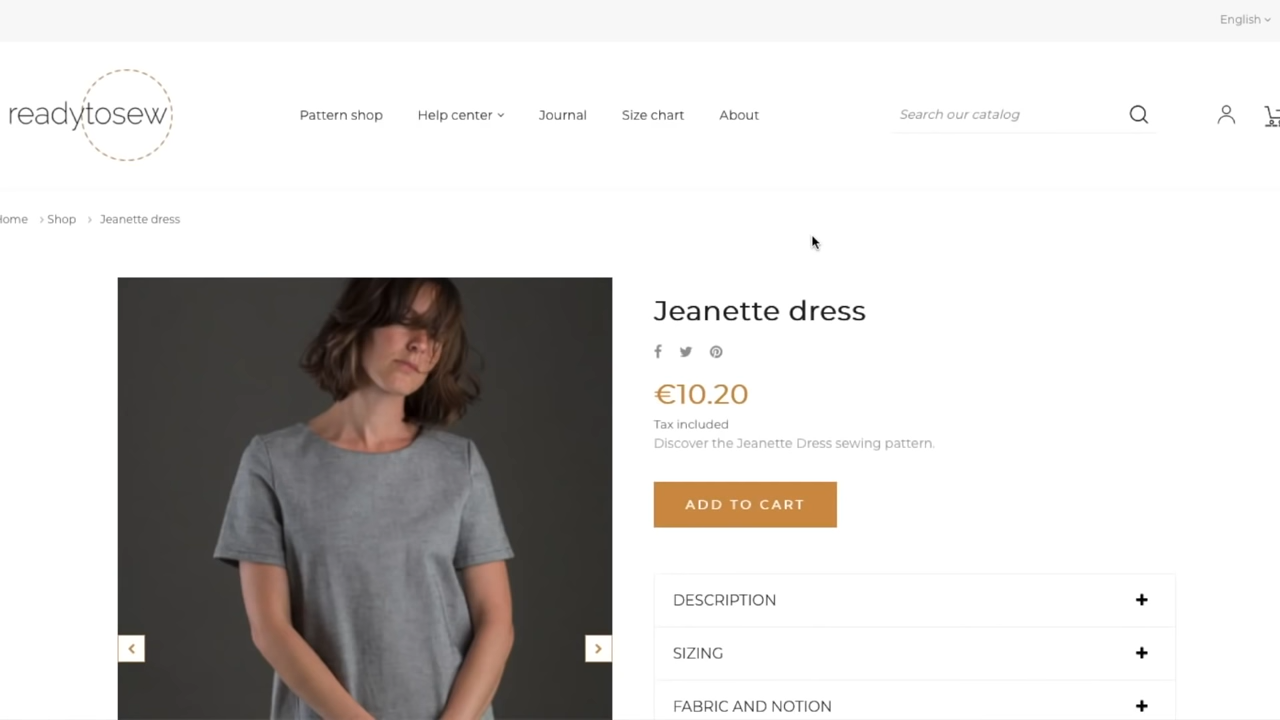 English
readytosew
Pattern shop Help center Journal Size chart About
Search our catalog
Home Shop Jeanette dress
Jeanette dress
€10.20
Tax included
Discover the Jeanette Dress sewing pattern.
ADD TO CART
DESCRIPTION
SIZING
FABRIC AND NOTION